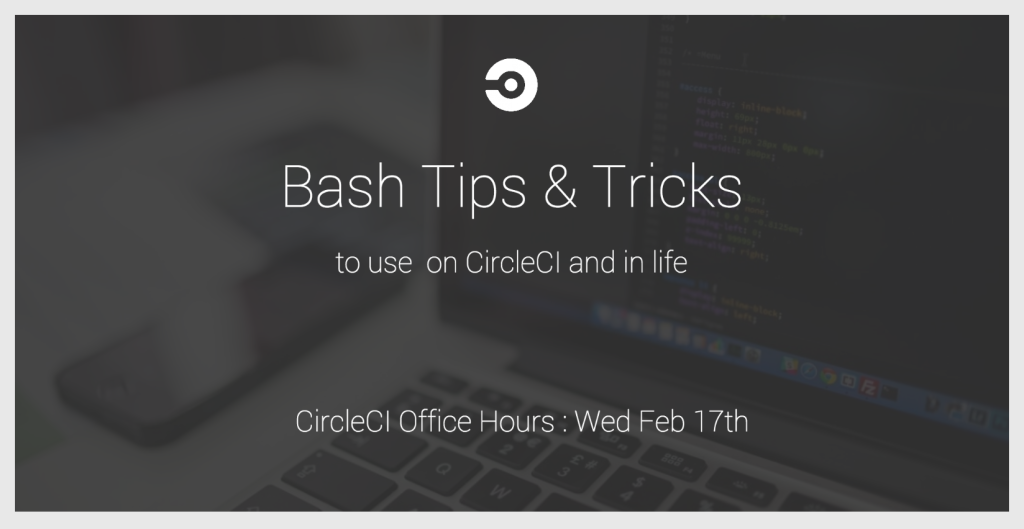 Bash Tips & Tricks
to use on CircleCI and in life
CircleCI Office Hours : Wed Feb 17th